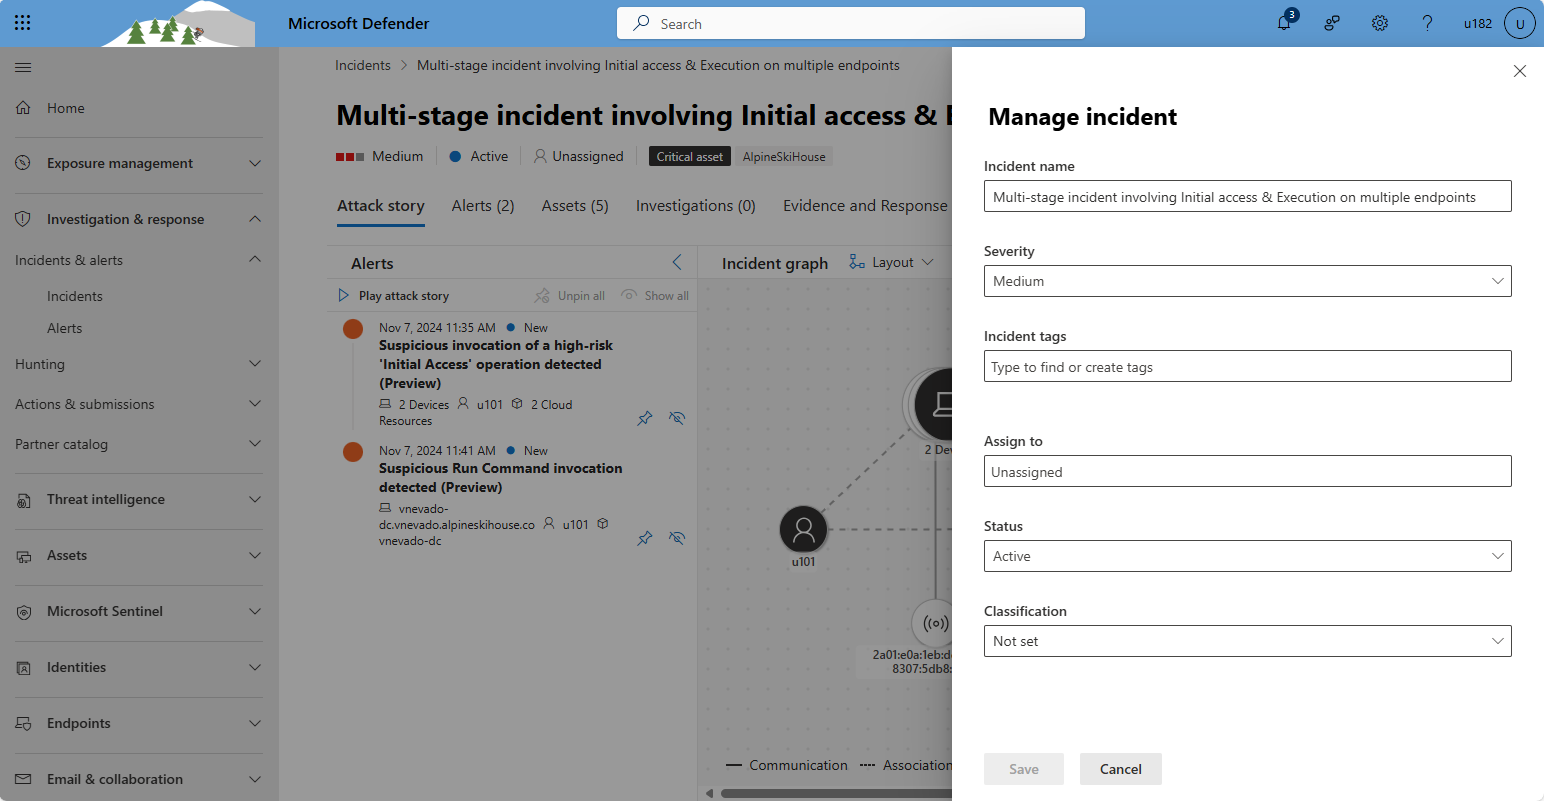 Microsoft Defender
Search
3
u182
U
Home
Exposure management
Investigation & response
Incidents & alerts
Incidents
Alerts
Hunting
Actions & submissions
Partner catalog
Threat intelligence
Assets
Microsoft Sentinel
Identities
Endpoints
Email & collaboration
Incidents > Multi-stage incident involving Initial access & Execution on multiple endpoints
Multi-stage incident involving Initial access &
Medium
Active
Unassigned
Critical asset
AlpineSkiHouse
Attack story
Alerts (2)
Assets (5)
Investigations (0)
Evidence and Response
Alerts
Play attack story
Unpin all
Show all
Nov 7, 2024 11:35 AM
New
Suspicious invocation of a high-risk
'Initial Access' operation detected
(Preview)
2 Devices
u101
2 Cloud
Resources
Nov 7, 2024 11:41 AM
New
Suspicious Run Command invocation
detected (Preview)
vnevado-
dc.vnevado.alpineskihouse.co
u101
vnevado-dc
Incident graph
Layout
2 Dev
u101
2a01:e0a:1eb:d
8307:5db8:
Communication
Association
Manage incident
Incident name
Multi-stage incident involving Initial access & Execution on multiple endpoints
Severity
Medium
Incident tags
Type to find or create tags
Assign to
Unassigned
Status
Active
Classification
Not set
Save
Cancel